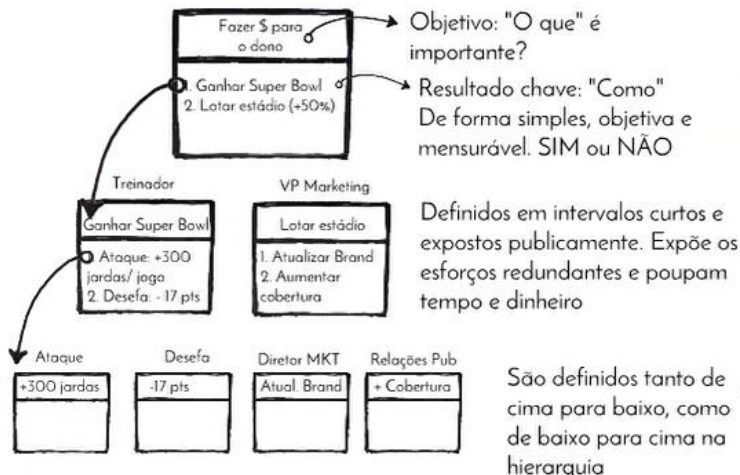 Fazer $ para
o dono
1. Ganhar Super Bowl
2. Lotar estádio (+50%)
Objetivo: "O que" é
importante?
Resultado chave: "Como"
De forma simples, objetiva e
mensurável. SIM ou NÃO
Treinador
Ganhar Super Bowl
Ataque: +300
jardas/ jogo
2. Desefa: - 17 pts
VP Marketing
Lotar estádio
1. Atualizar Brand
2. Aumentar
cobertura
Definidos em intervalos curtos e
expostos publicamente. Expõe os
esforços redundantes e poupam
tempo e dinheiro
Ataque
+300 jardas
Desefa
-17 pts
Diretor MKT
Atual. Brand
Relações Pub
+ Cobertura
São definidos tanto de
cima para baixo, como
de baixo para cima na
hierarquia